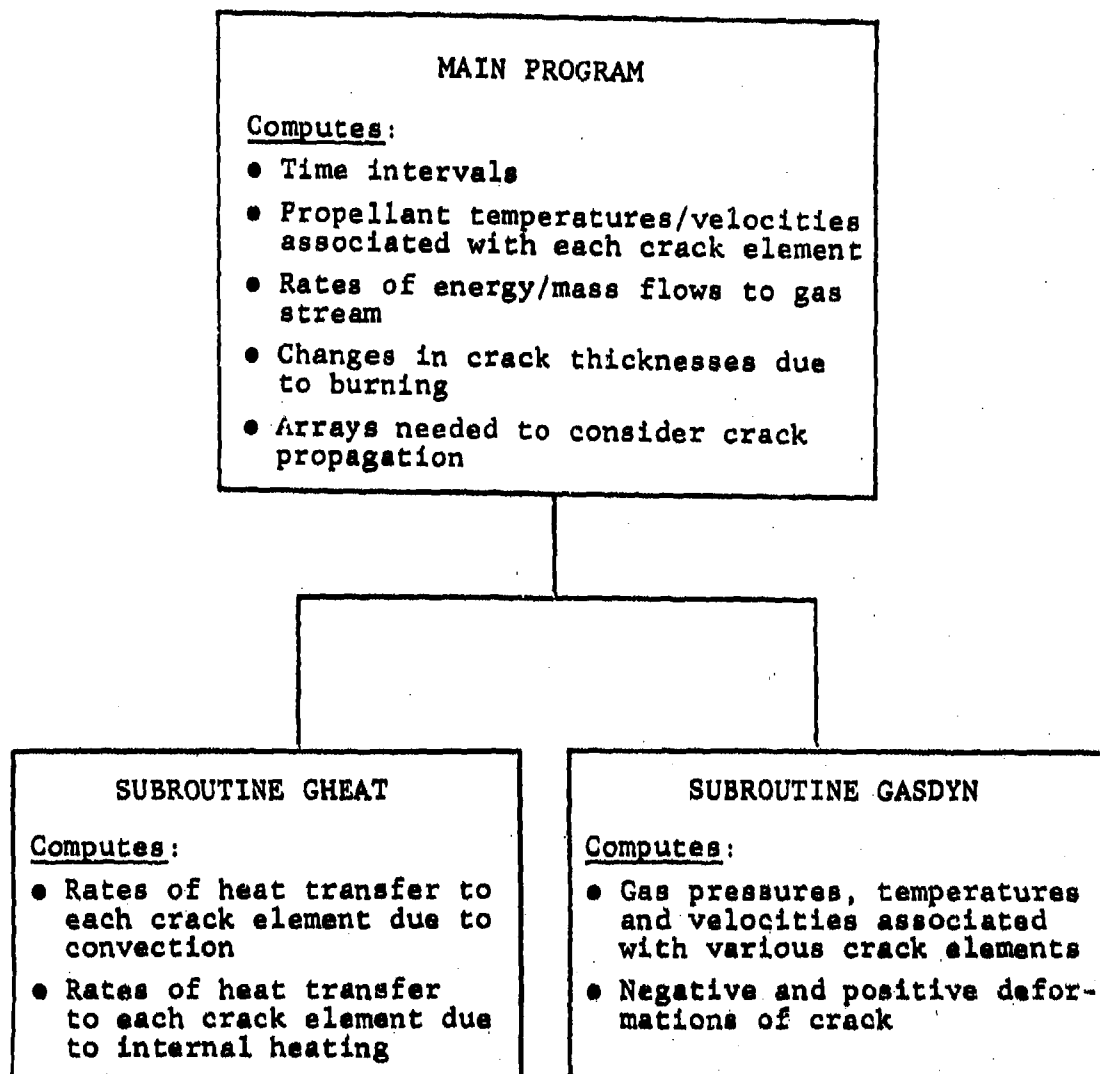 MAIN PROGRAM
Computes:
● Time intervals
● Propellant temperatures/velocities
associated with each crack element
● Rates of energy/mass flows to gas
stream
● Changes in crack thicknesses due
to burning
● Arrays needed to consider crack
propagation
SUBROUTINE GHEAT
Computes:
● Rates of heat transfer to
each crack element due to
convection
● Rates of heat transfer
to each crack element due
to internal heating
SUBROUTINE GASDYN
Computes:
● Gas pressures, temperatures
and velocities associated
with various crack elements
● Negative and positive defor-
mations of crack